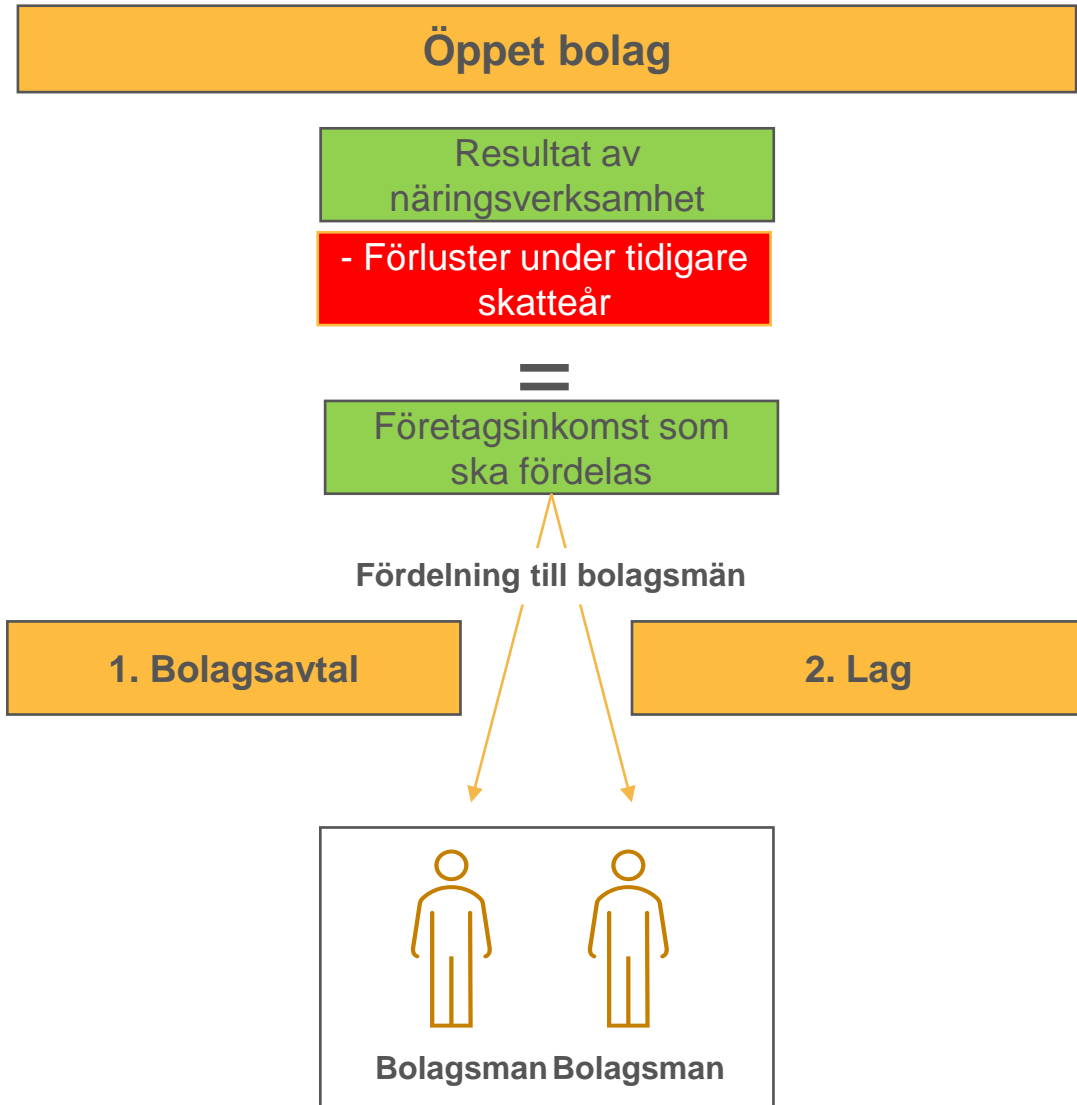 Öppet bolag
Resultat av
näringsverksamhet
- Förluster under tidigare
skatteår
=
Företagsinkomst som
ska fördelas
Fördelning till bolagsmän
1. Bolagsavtal
2. Lag
Bolagsman Bolagsman